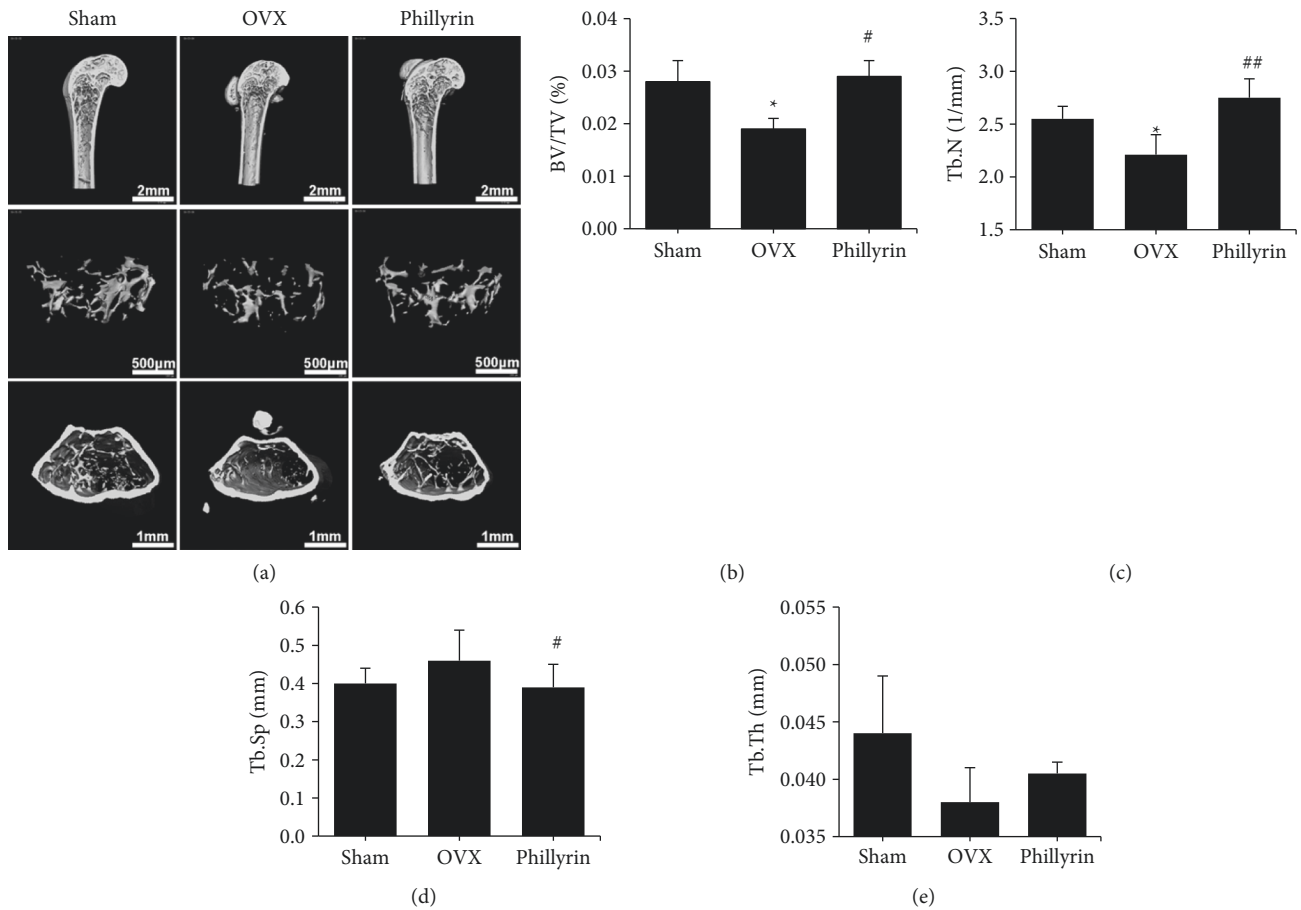 Sham OVX Phillyrin
2mm 2mm 2mm
500µm 500µm 500µm
1mm 1mm 1mm
(a)
BV/TV (%)
0.04
0.03
0.02
0.01
0.00
* #
Sham OVX Phillyrin
(b)
Tb.N (1/mm)
3.5
3.0
2.5
2.0
1.5
* ##
Sham OVX Phillyrin
(c)
Tb.Sp (mm)
0.6
0.5
0.4
0.3
0.2
0.1
0.0
#
Sham OVX Phillyrin
(d)
Tb.Th (mm)
0.055
0.050
0.045
0.040
0.035
Sham OVX Phillyrin
(e)